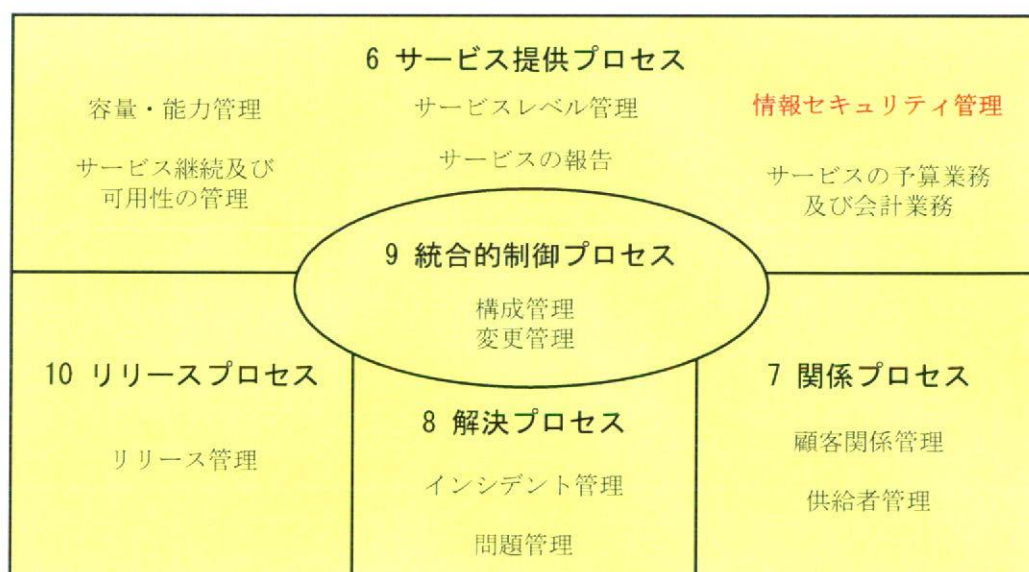 6 サービス提供プロセス
容量・能力管理
サービス継続及び
可用性の管理
サービスレベル管理
サービスの報告
情報セキュリティ管理
サービスの予算業務
及び会計業務
9 統合的制御プロセス
構成管理
変更管理
10 リリースプロセス
リリース管理
8 解決プロセス
インシデント管理
問題管理
7 関係プロセス
顧客関係管理
供給者管理